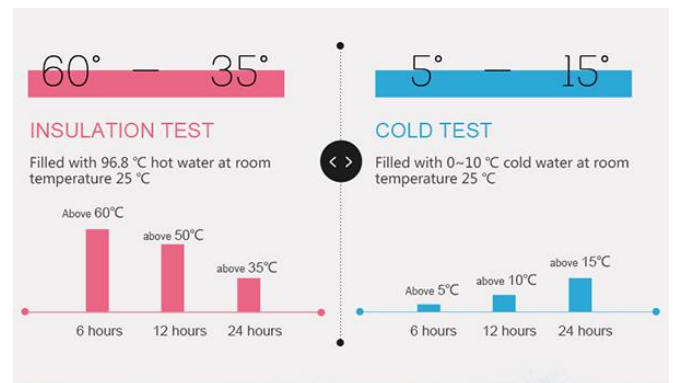 60° — 35°
INSULATION TEST
Filled with 96.8 ℃ hot water at room
temperature 25 ℃
Above 60℃
above 50℃
above 35℃
6 hours
12 hours
24 hours
< >
5° — 15°
COLD TEST
Filled with 0~10 ℃ cold water at room
temperature 25 ℃
Above 5℃
above 10℃
above 15℃
6 hours
12 hours
24 hours